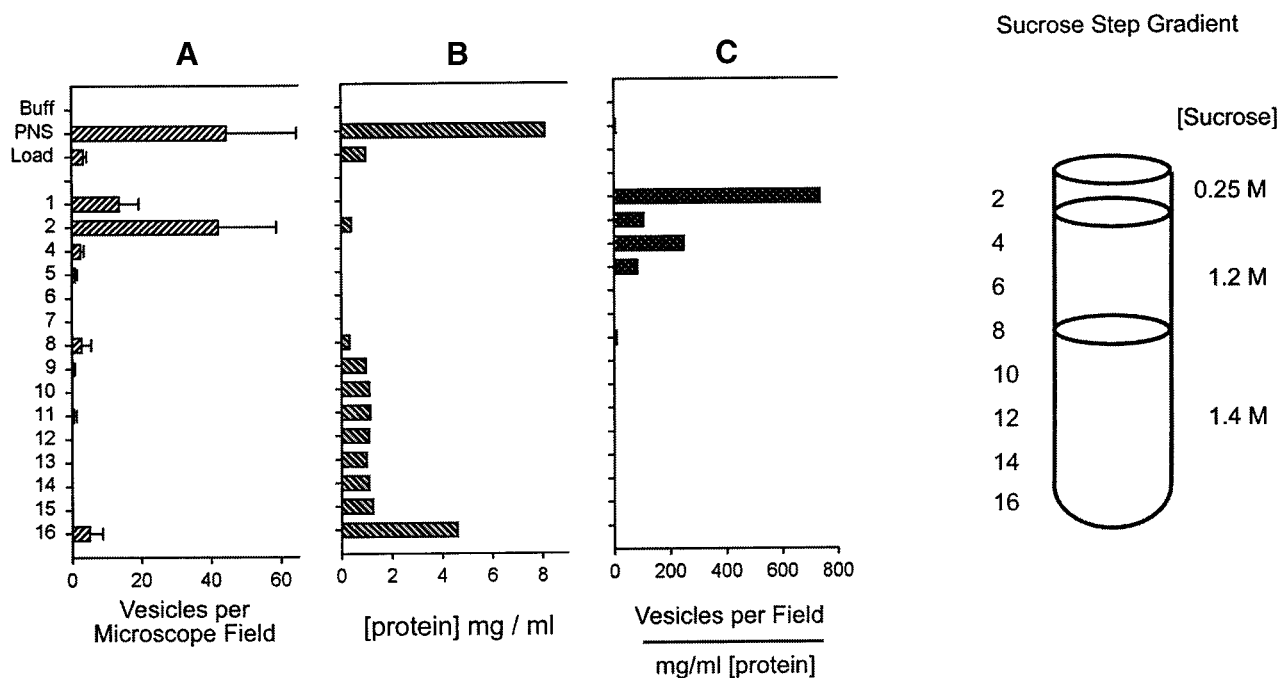 A
Buff
PNS
Load
1
2
4
5
6
7
8
9
10
11
12
13
14
15
16
0 20 40 60
Vesicles per
Microscope Field
B
0 2 4 6 8
[protein] mg / ml
C
0 200 400 600 800
Vesicles per Field
mg/ml [protein]
Sucrose Step Gradient
[Sucrose]
2
0.25 M
4
6
1.2 M
8
10
12
1.4 M
14
16